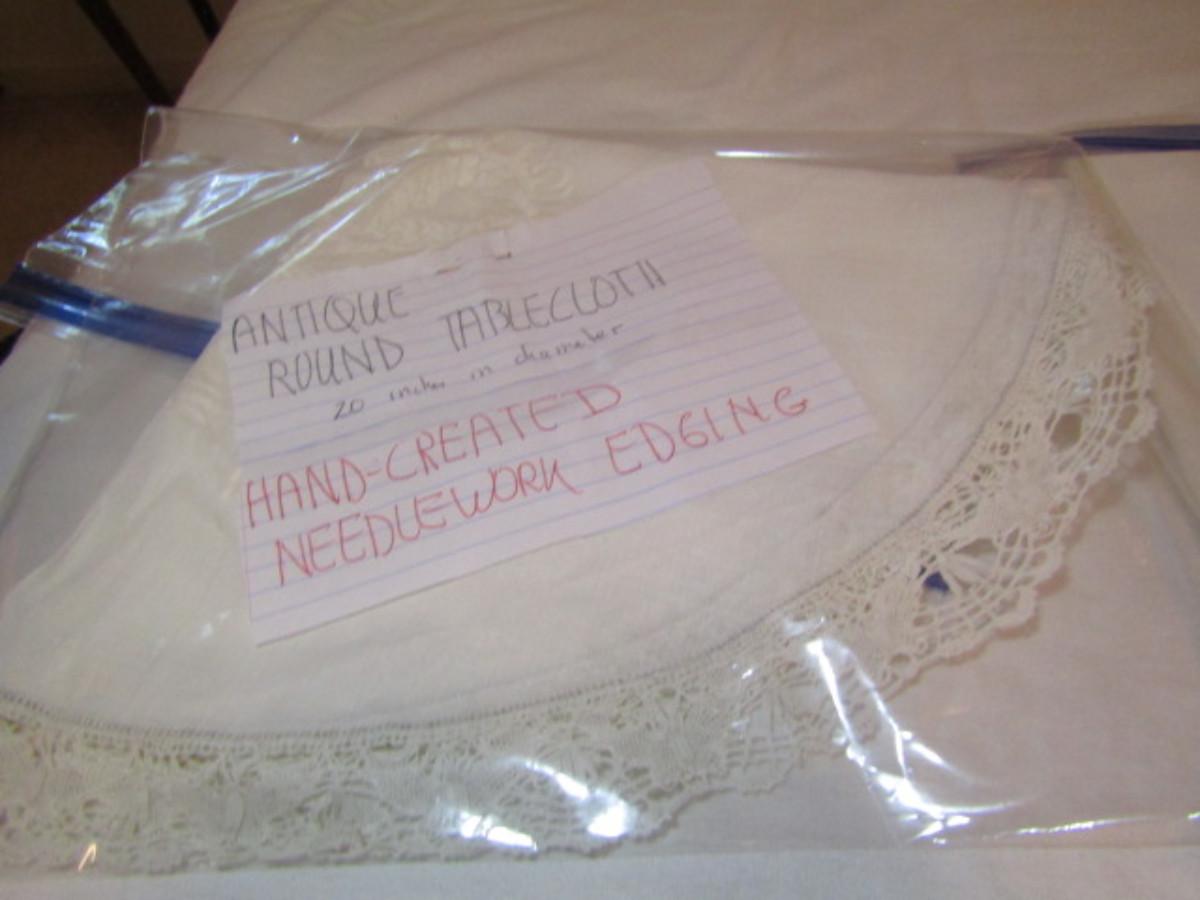 ANTIQUE
ROUND TABLECLOTH
20 inches in diameter
HAND-CREATED
NEEDLEWORK EDGING